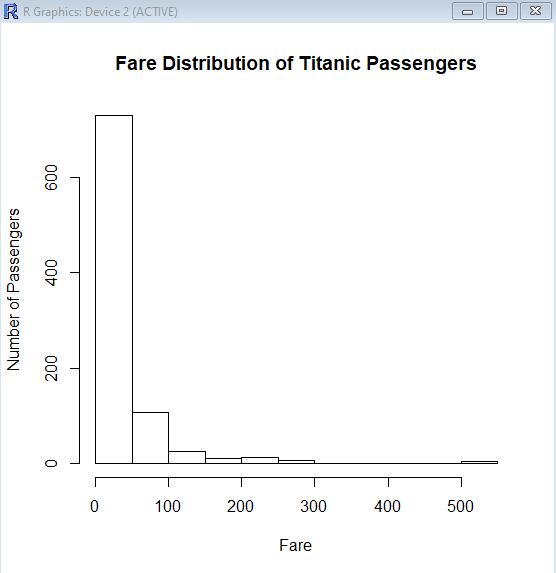 R Graphics: Device 2 (ACTIVE)
Fare Distribution of Titanic Passengers
Number of Passengers
600
400
200
0
0 100 200 300 400 500
Fare